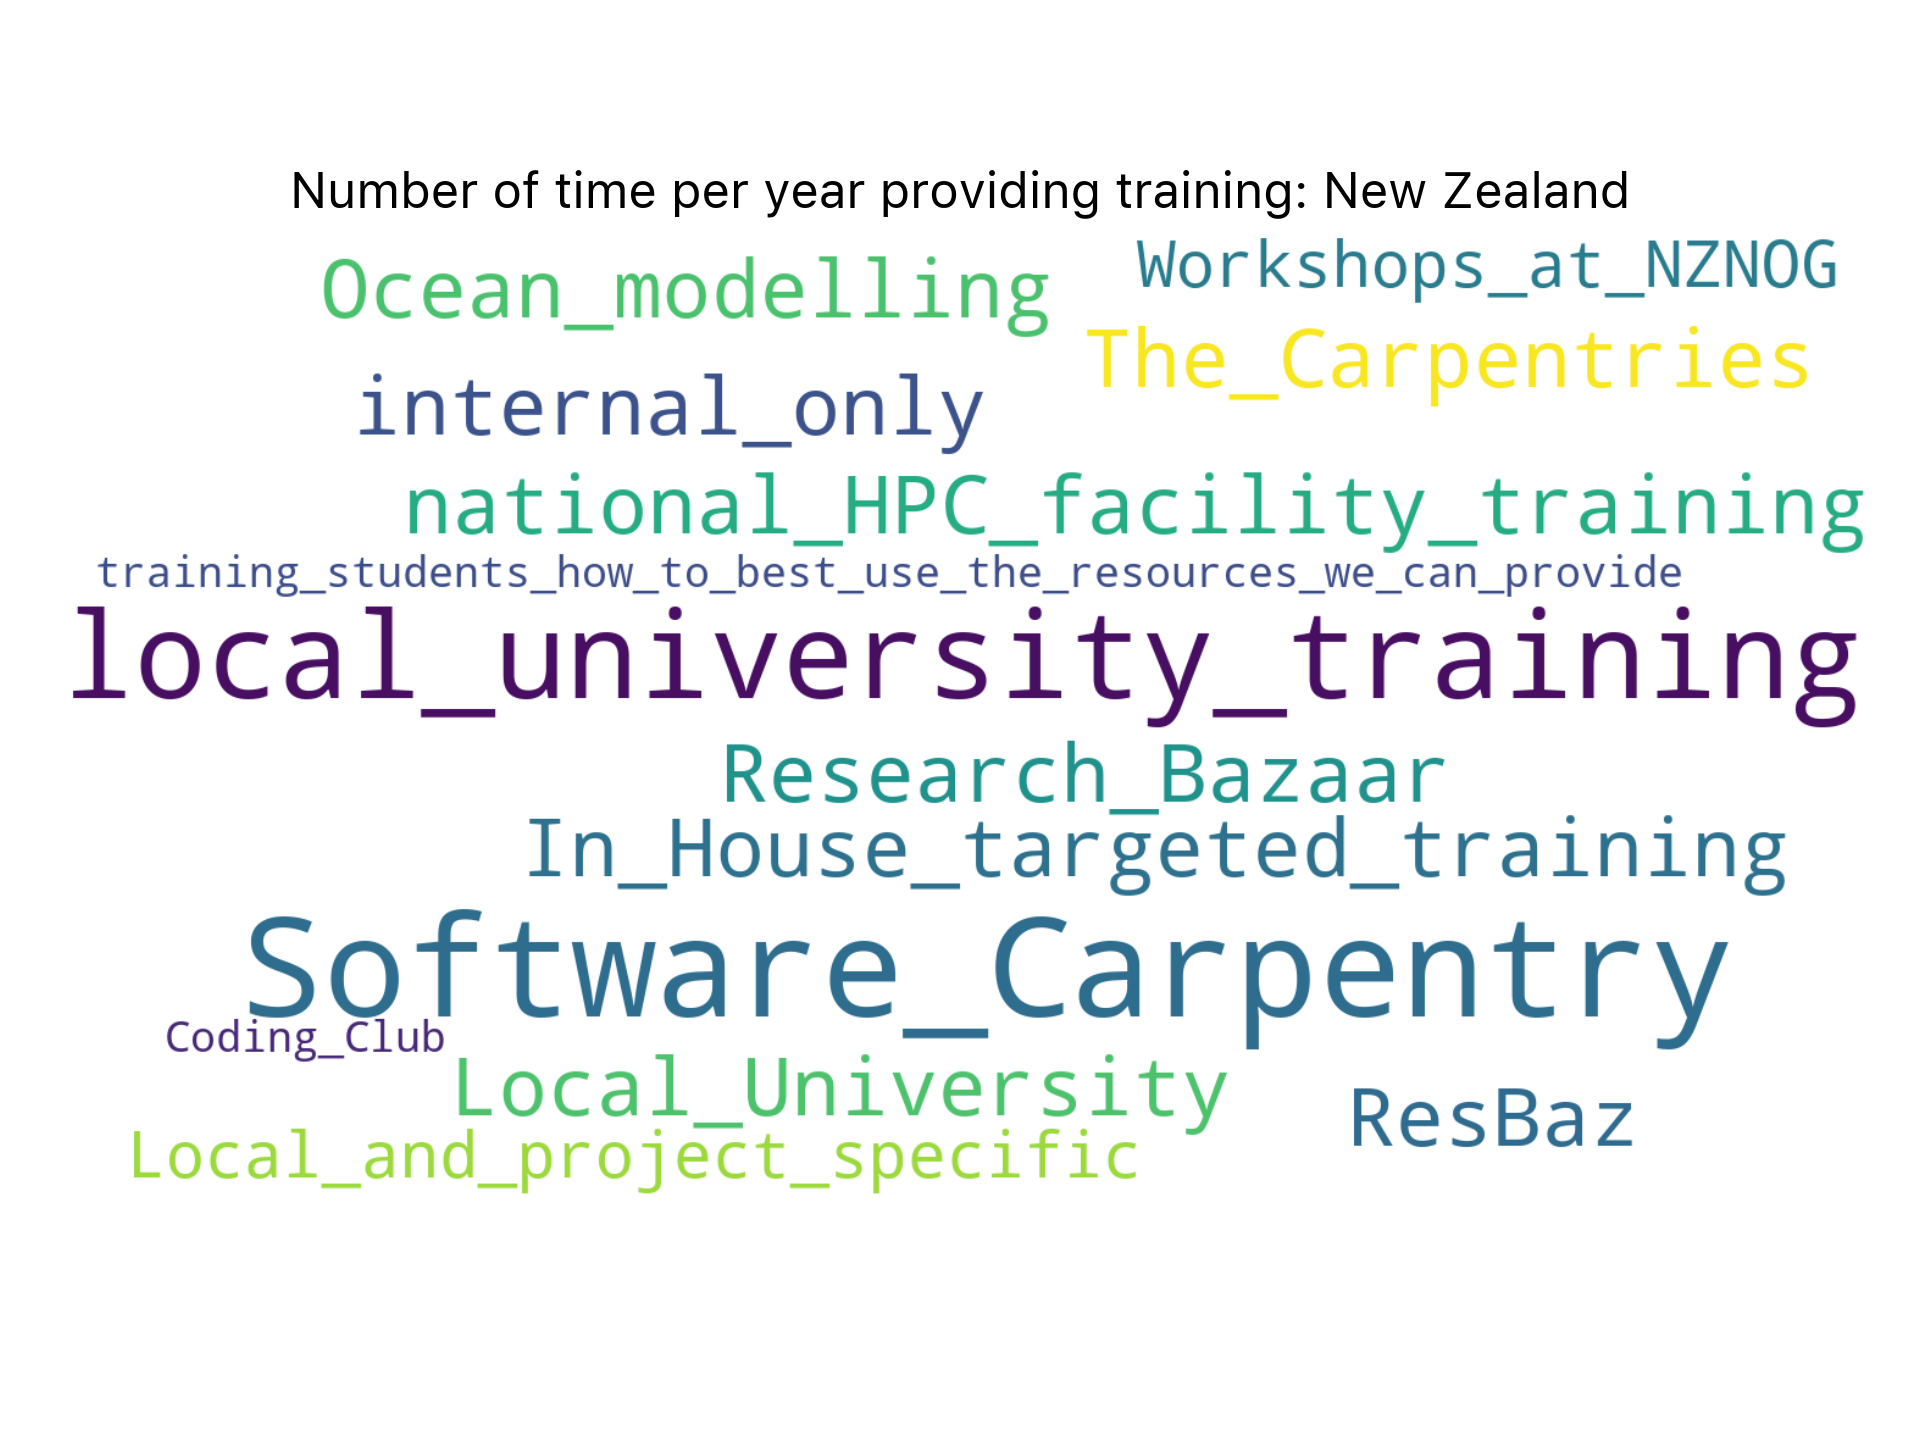 Number of time per year providing training: New Zealand
Workshops_at_NZNOG
Ocean_modelling
The_Carpentries
internal_only
national_HPC_facility_training
training_students_how_to_best_use_the_resources_we_can_provide
local_university_training
Research_Bazaar
In_House_targeted_training
Software_Carpentry
Coding_Club
Local_University
ResBaz
Local_and_project_specific